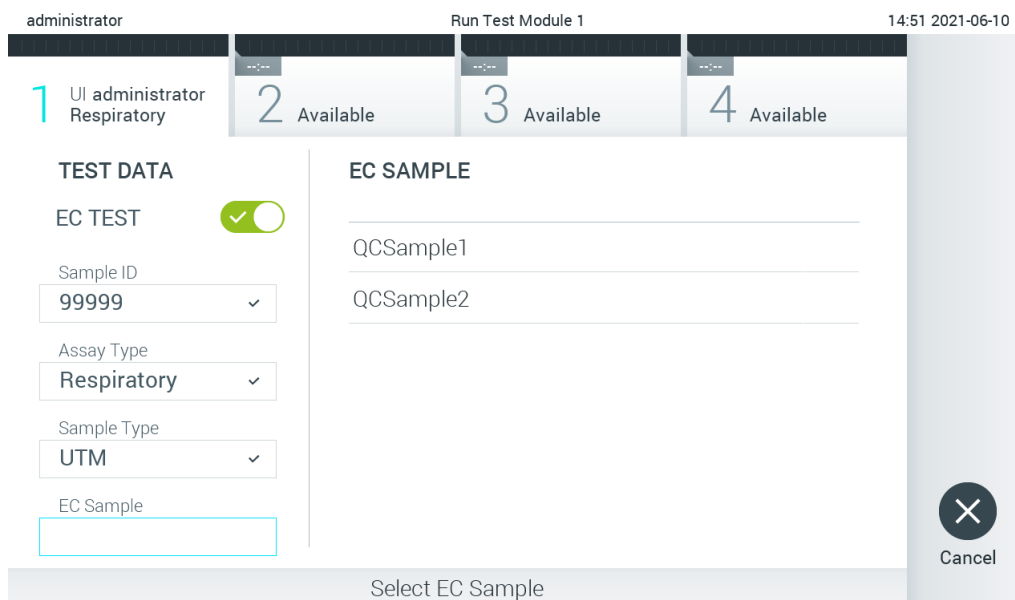 administrator
Run Test Module 1
14:51 2021-06-10
1
UI administrator
Respiratory
--:--
2
Available
--:--
3
Available
--:--
4
Available
TEST DATA
EC TEST
Sample ID
99999
Assay Type
Respiratory
Sample Type
UTM
EC Sample
EC SAMPLE
QCSample1
QCSample2
Cancel
Select EC Sample